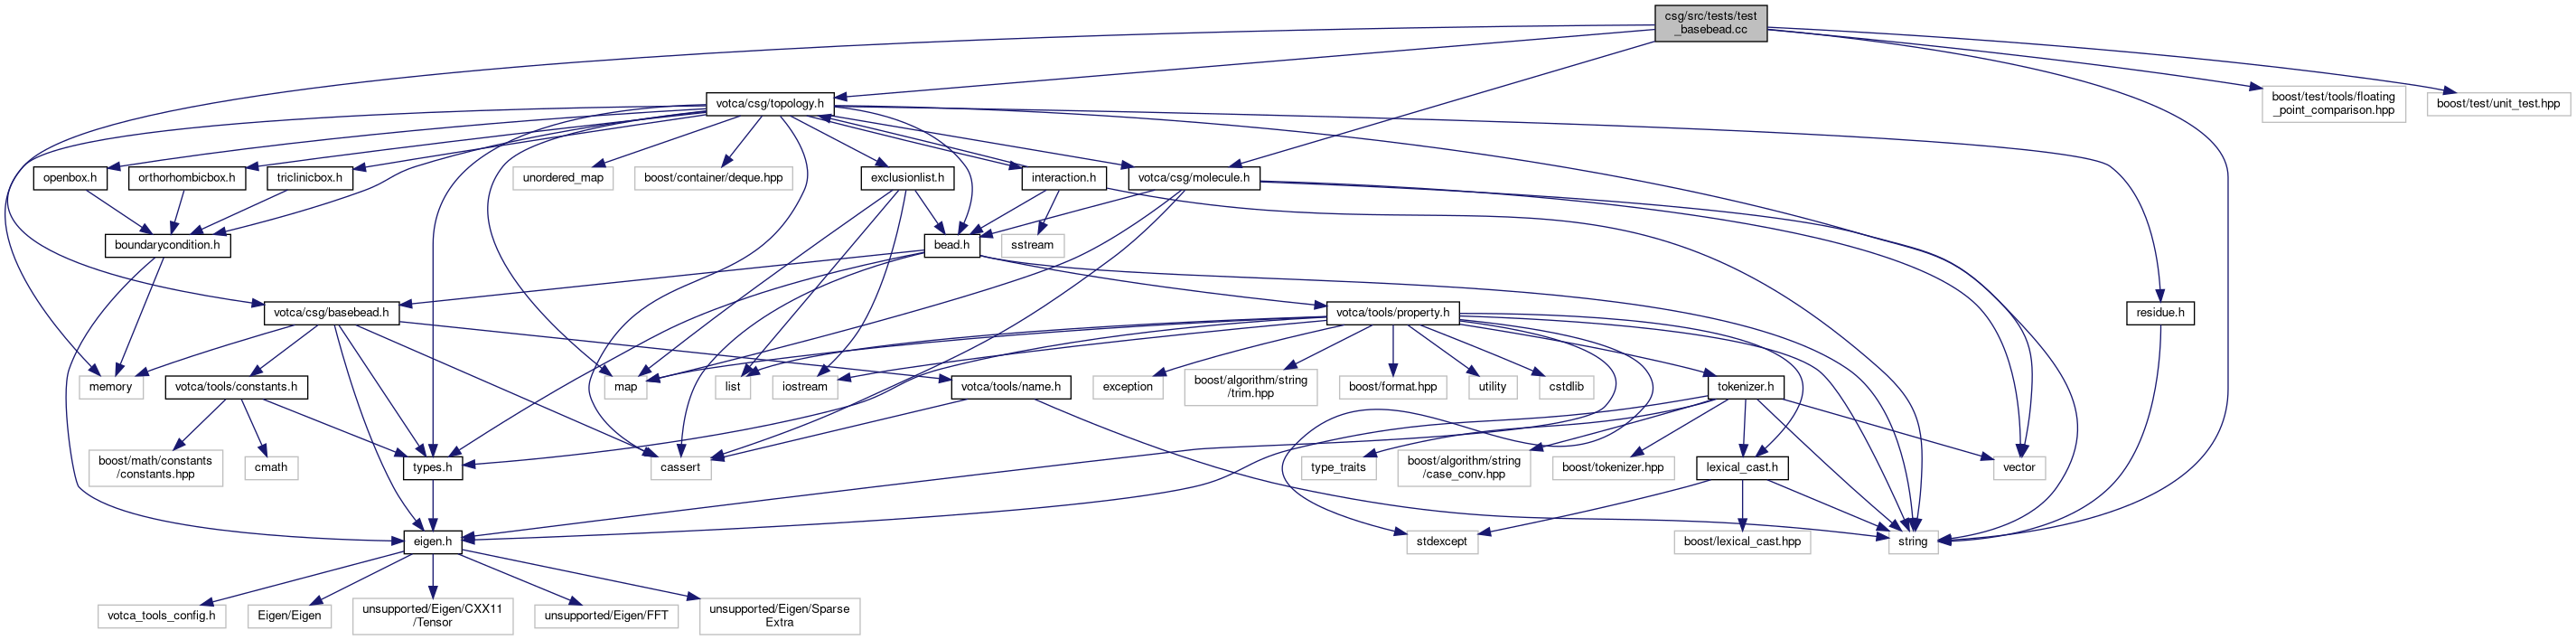 csg/src/tests/test
_basebead.cc
votca/csg/topology.h
boost/test/tools/floating
_point_comparison.hpp
boost/test/unit_test.hpp
openbox.h
orthorhombicbox.h
triclinicbox.h
unordered_map
boost/container/deque.hpp
exclusionlist.h
interaction.h
votca/csg/molecule.h
boundarycondition.h
bead.h
sstream
votca/csg/basebead.h
votca/tools/property.h
residue.h
memory
votca/tools/constants.h
map
list
iostream
votca/tools/name.h
exception
boost/algorithm/string
/trim.hpp
boost/format.hpp
utility
cstdlib
tokenizer.h
boost/math/constants
/constants.hpp
cmath
types.h
cassert
type_traits
boost/algorithm/string
/case_conv.hpp
boost/tokenizer.hpp
lexical_cast.h
vector
eigen.h
stdexcept
boost/lexical_cast.hpp
string
votca_tools_config.h
Eigen/Eigen
unsupported/Eigen/CXX11
/Tensor
unsupported/Eigen/FFT
unsupported/Eigen/Sparse
Extra